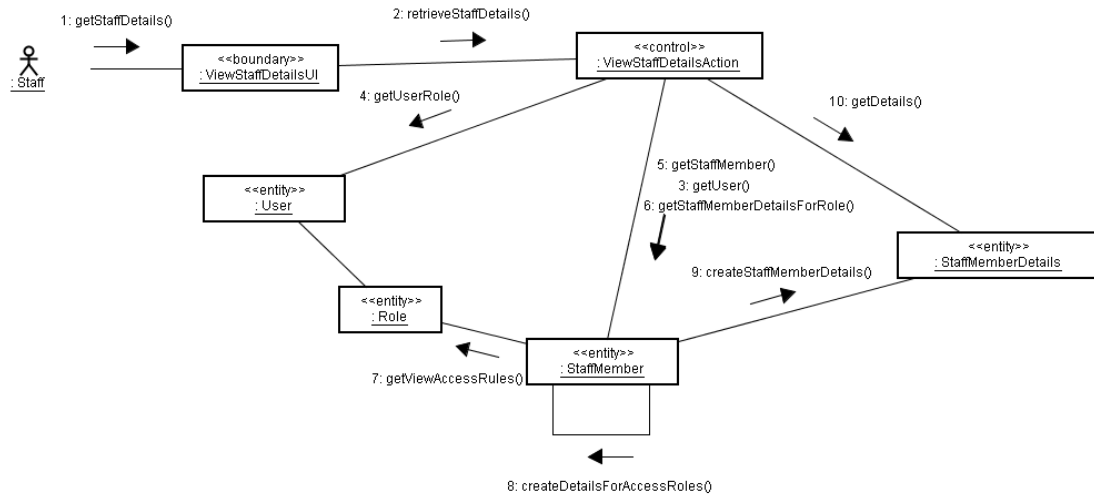 1: getStaffDetails()
2: retrieveStaffDetails()
: Staff
<<boundary>>
: ViewStaffDetailsUI
<<control>>
: ViewStaffDetailsAction
4: getUserRole()
10: getDetails()
5: getStaffMember()
3: getUser()
6: getStaffMemberDetailsForRole()
<<entity>>
: User
<<entity>>
: StaffMemberDetails
9: createStaffMemberDetails()
<<entity>>
: Role
<<entity>>
: StaffMember
7: getViewAccessRules()
8: createDetailsForAccessRoles()